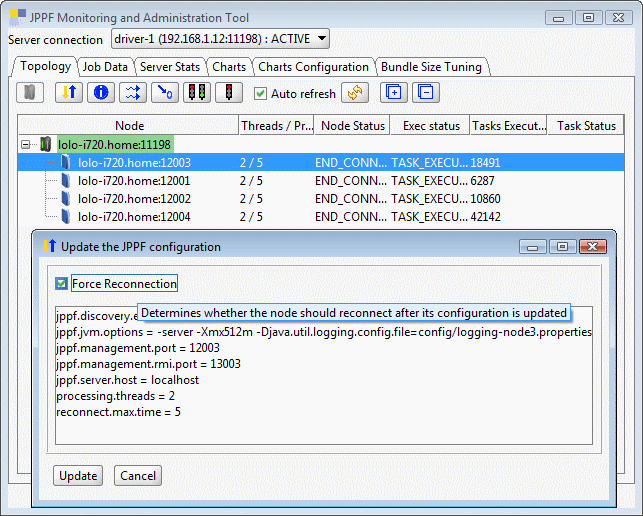 JPPF Monitoring and Administration Tool
Server connection driver-1 (192.168.1.12:11198) : ACTIVE
Topology Job Data Server Stats Charts Charts Configuration Bundle Size Tuning
Auto refresh
Node Threads / Pr... Node Status Exec status Tasks Execut... Task Status
lolo-i720.home:11198
lolo-i720.home:12003 2 / 5 END_CONN... TASK_EXECU... 18491
lolo-i720.home:12001 2 / 5 END_CONN... TASK_EXECU... 6287
lolo-i720.home:12002 2 / 5 END_CONN... TASK_EXECU... 10860
lolo-i720.home:12004 2 / 5 END_CONN... TASK_EXECU... 42142
Update the JPPF configuration
Force Reconnection
Determines whether the node should reconnect after its configuration is updated
jppf.discovery.e
jppf.jvm.options = -server -Xmx512m -Djava.util.logging.config.file=config/logging-node3.properties
jppf.management.port = 12003
jppf.management.rmi.port = 13003
jppf.server.host = localhost
processing.threads = 2
reconnect.max.time = 5
Update Cancel